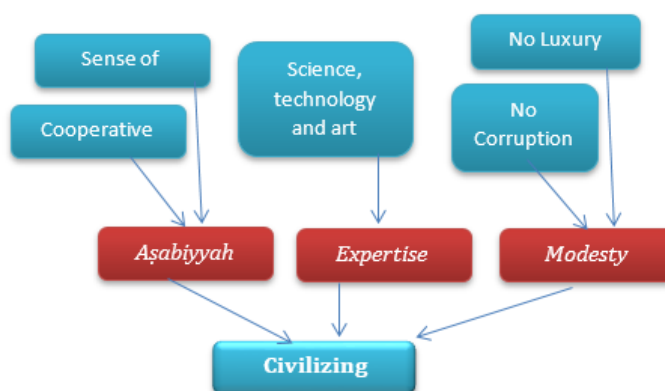 No Luxury
Sense of
Science,
technology
and art
Cooperative
No
Corruption
Aṣabiyyah
Expertise
Modesty
Civilizing